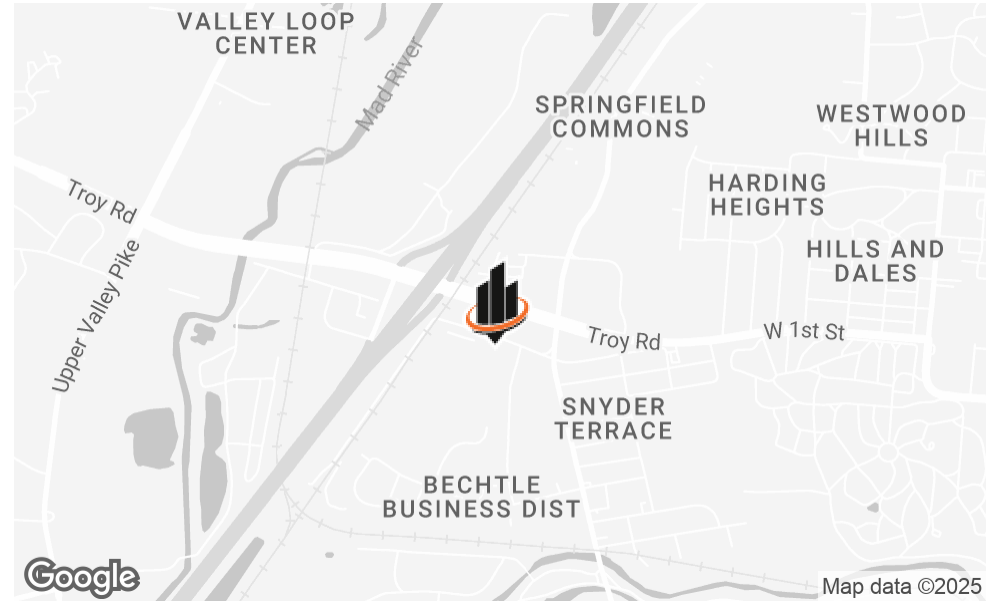 VALLEY LOOP
CENTER
Mad River
SPRINGFIELD
COMMONS
WESTWOOD
HILLS
Troy Rd
HARDING
HEIGHTS
Upper Valley Pike
HILLS AND
DALES
Troy Rd
W 1st St
SNYDER
TERRACE
BECHTLE
BUSINESS DIST
Google
Map data ©2025